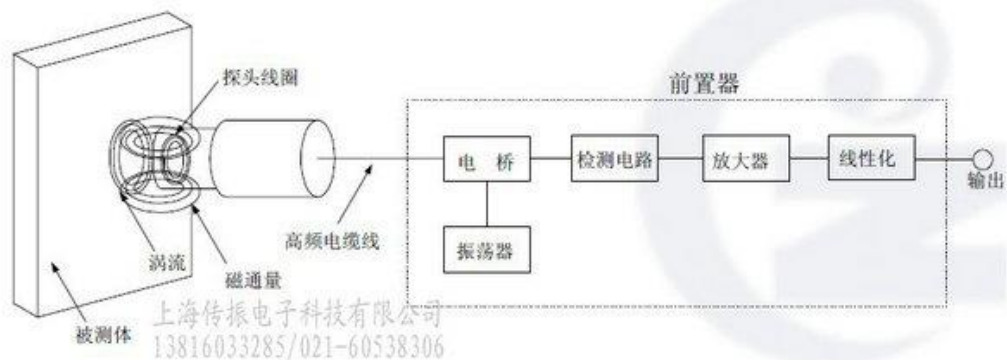 探头线圈
前置器
电 桥
检测电路
放大器
线性化
输出
高频电缆线
振荡器
涡流
磁通量
被测体
上海传振电子科技有限公司
13816033285/021-60538306